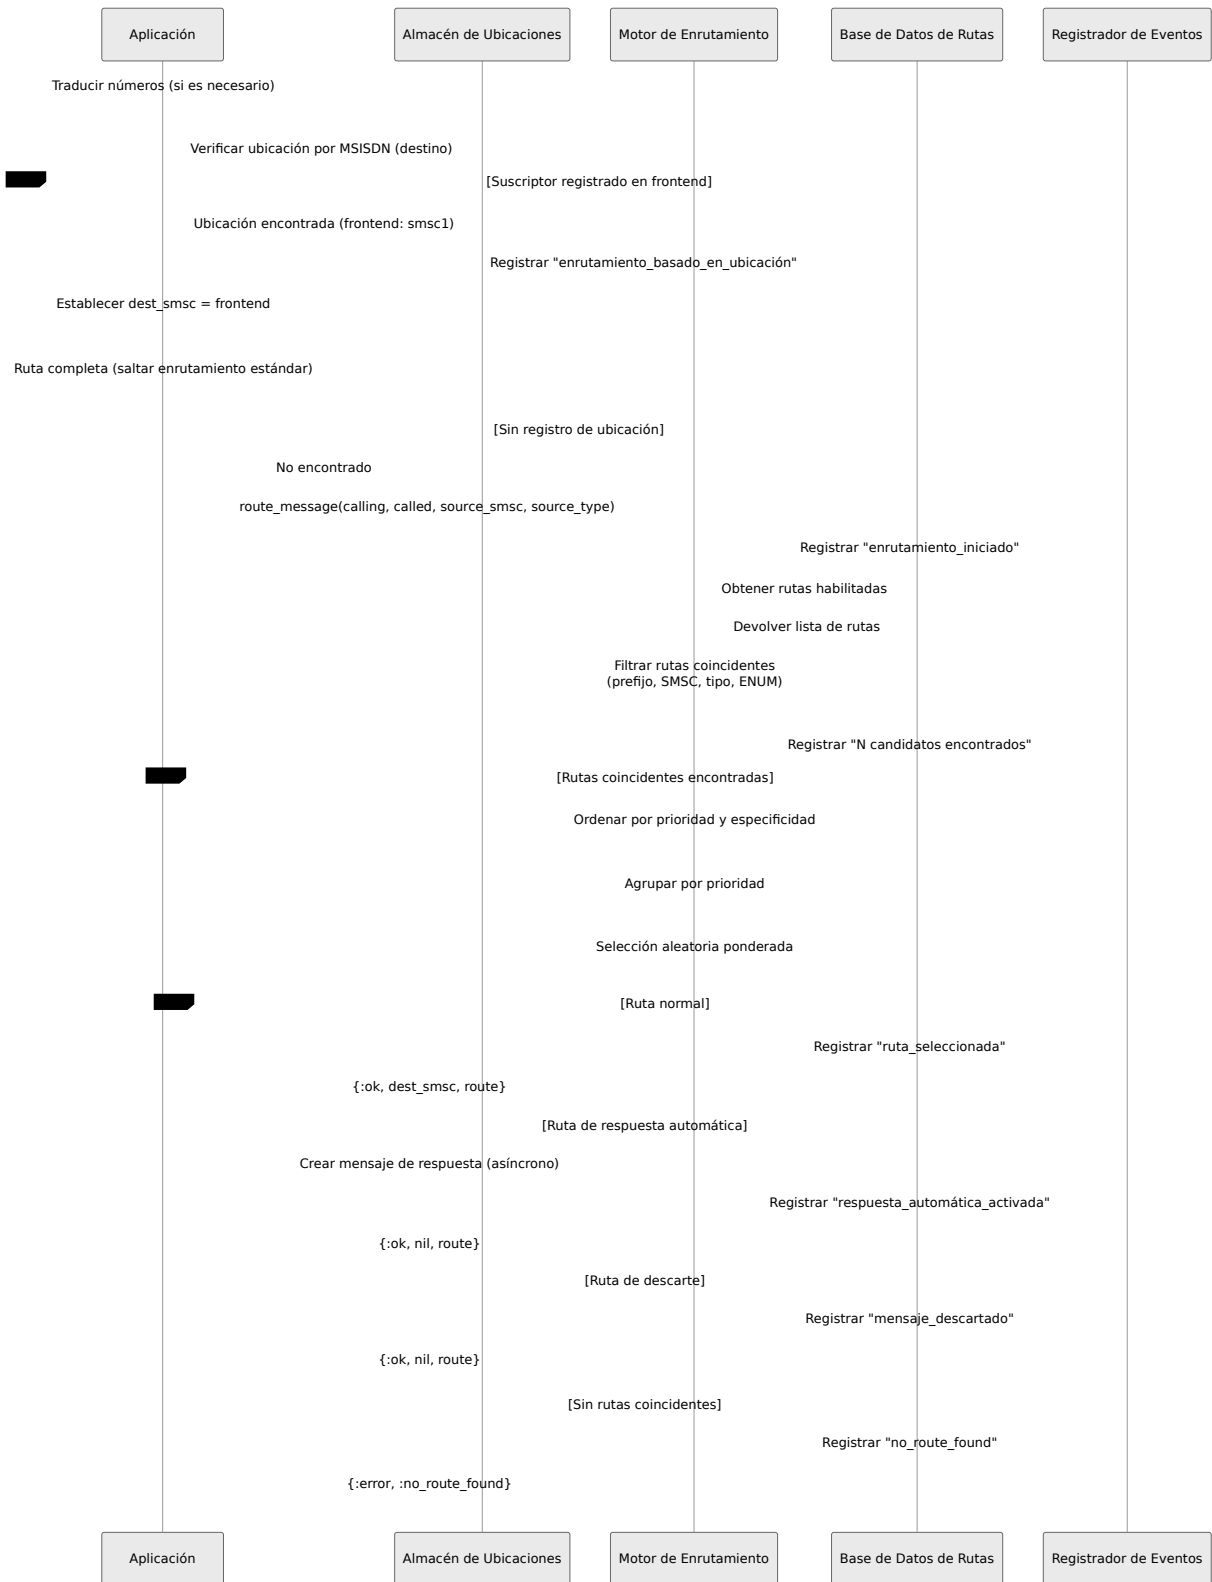 Aplicación
Almacén de Ubicaciones
Motor de Enrutamiento
Base de Datos de Rutas
Registrador de Eventos
Traducir números (si es necesario)
Verificar ubicación por MSISDN (destino)
[Suscriptor registrado en frontend]
Ubicación encontrada (frontend: smsc1)
Registrar "enrutamiento_basado_en_ubicación"
Establecer dest_smsc = frontend
Ruta completa (saltar enrutamiento estándar)
[Sin registro de ubicación]
No encontrado
route_message(calling, called, source_smsc, source_type)
Registrar "enrutamiento_iniciado"
Obtener rutas habilitadas
Devolver lista de rutas
Filtrar rutas coincidentes
(prefijo, SMSC, tipo, ENUM)
Registrar "N candidatos encontrados"
[Rutas coincidentes encontradas]
Ordenar por prioridad y especificidad
Agrupar por prioridad
Selección aleatoria ponderada
[Ruta normal]
Registrar "ruta_seleccionada"
{:ok, dest_smsc, route}
[Ruta de respuesta automática]
Crear mensaje de respuesta (asíncrono)
Registrar "respuesta_automática_activada"
{:ok, nil, route}
[Ruta de descarte]
Registrar "mensaje_descartado"
{:ok, nil, route}
[Sin rutas coincidentes]
Registrar "no_route_found"
{:error, :no_route_found}
Aplicación
Almacén de Ubicaciones
Motor de Enrutamiento
Base de Datos de Rutas
Registrador de Eventos